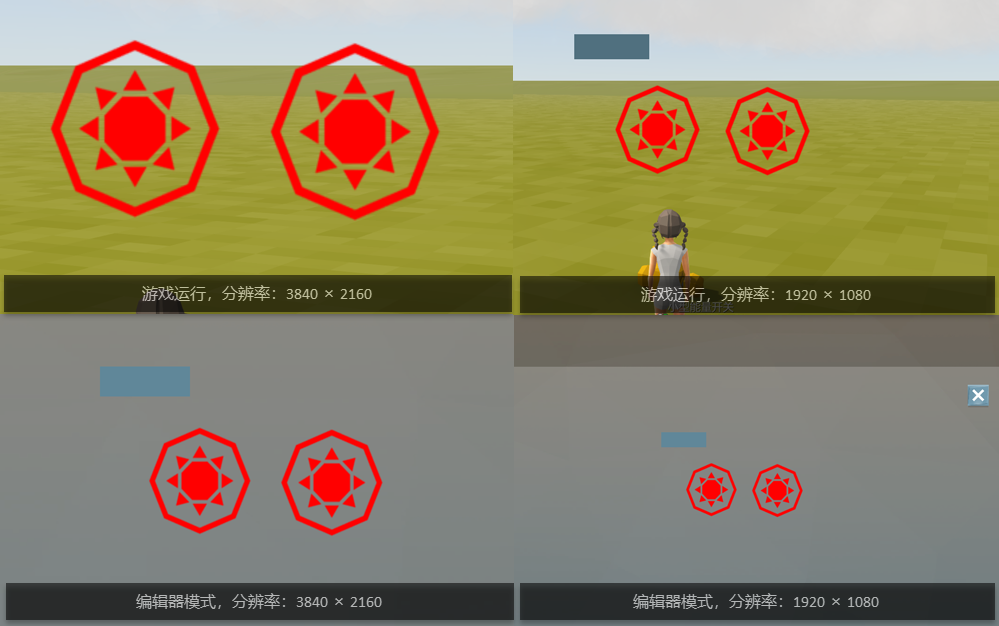 游戏运行，分辨率：3840 × 2160
游戏运行，分辨率：1920 × 1080
编辑器模式，分辨率：3840 × 2160
编辑器模式，分辨率：1920 × 1080